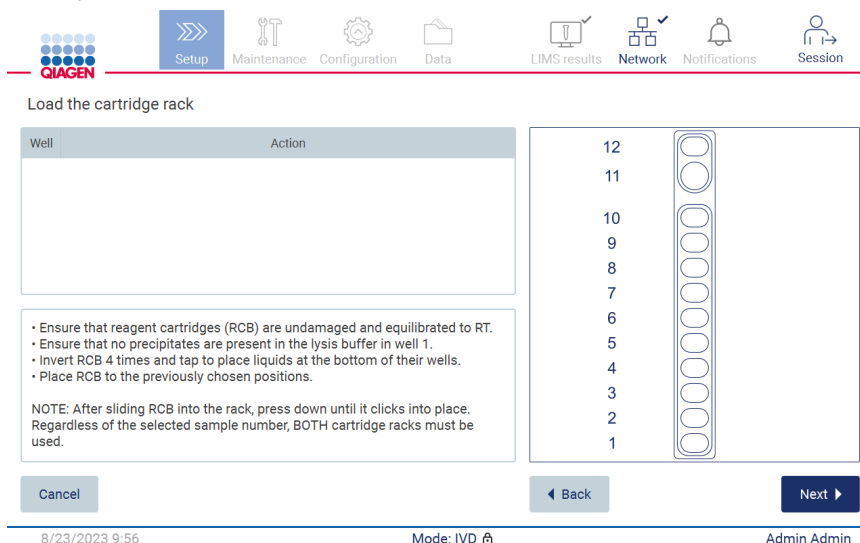 QIAGEN
Setup
Maintenance
Configuration
Data
LIMS results
Network
Notifications
Session
Load the cartridge rack
Well Action
• Ensure that reagent cartridges (RCB) are undamaged and equilibrated to RT.
• Ensure that no precipitates are present in the lysis buffer in well 1.
• Invert RCB 4 times and tap to place liquids at the bottom of their wells.
• Place RCB to the previously chosen positions.
NOTE: After sliding RCB into the rack, press down until it clicks into place.
Regardless of the selected sample number, BOTH cartridge racks must be
used.
12
11
10
9
8
7
6
5
4
3
2
1
Cancel
Back
Next
8/23/2023 9:56 Mode: IVD Admin Admin